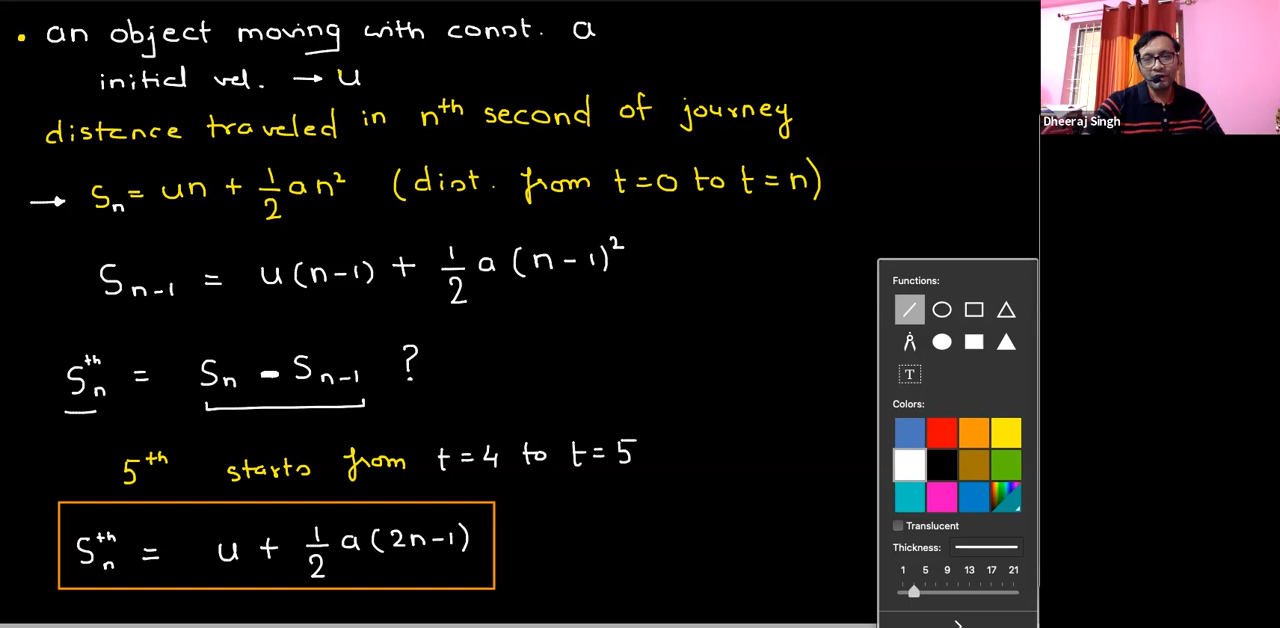 • an object moving with const. a
initial vel. → u
distance traveled in nth second of journey
→ Sn = un + 1/2 an² (dist. from t=0 to t=n)
Sn-1 = u(n-1) + 1/2 a(n-1)²
Sthn = Sn - Sn-1 ?
5th starts from t=4 to t=5
Sthn = u + 1/2 a(2n-1)
Dheeraj Singh
Functions:
T
Colors:
Translucent
Thickness:
1 5 9 13 17 21